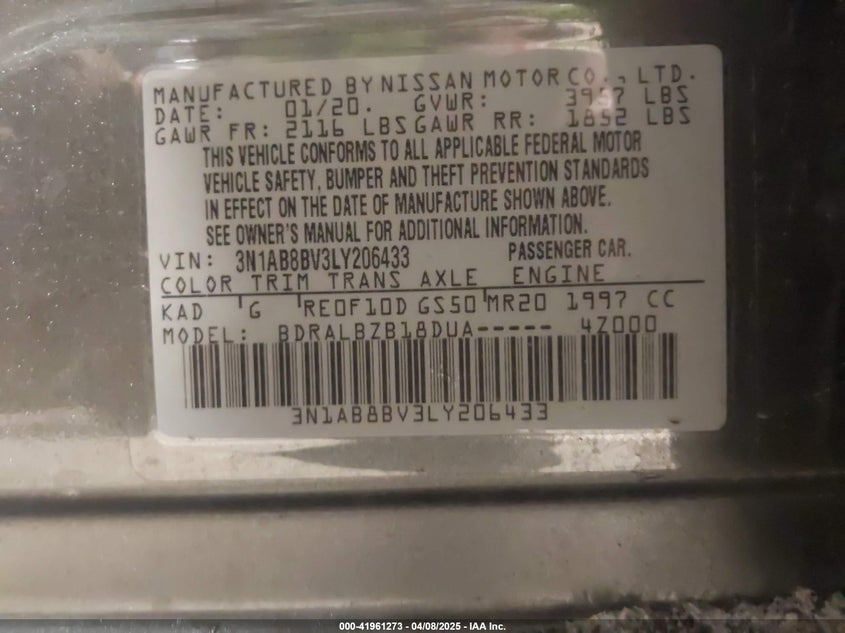 MANUFACTURED BY NISSAN MOTOR CO., LTD.
DATE: 01/20. GVWR: 3957 LBS
GAWR FR: 2116 LBS GAWR RR: 1852 LBS
THIS VEHICLE CONFORMS TO ALL APPLICABLE FEDERAL MOTOR
VEHICLE SAFETY, BUMPER AND THEFT PREVENTION STANDARDS
IN EFFECT ON THE DATE OF MANUFACTURE SHOWN ABOVE.
SEE OWNER'S MANUAL FOR ADDITIONAL INFORMATION.
VIN: 3N1AB8BV3LY206433 PASSENGER CAR.
COLOR TRIM TRANS AXLE ENGINE
KAD G RE0F10D GS50 MR20 1997 CC
MODEL: BDRALBZB18DUA----- 4Z000
3N1AB8BV3LY206433
000-41961273 - 04/08/2025 - IAA Inc.